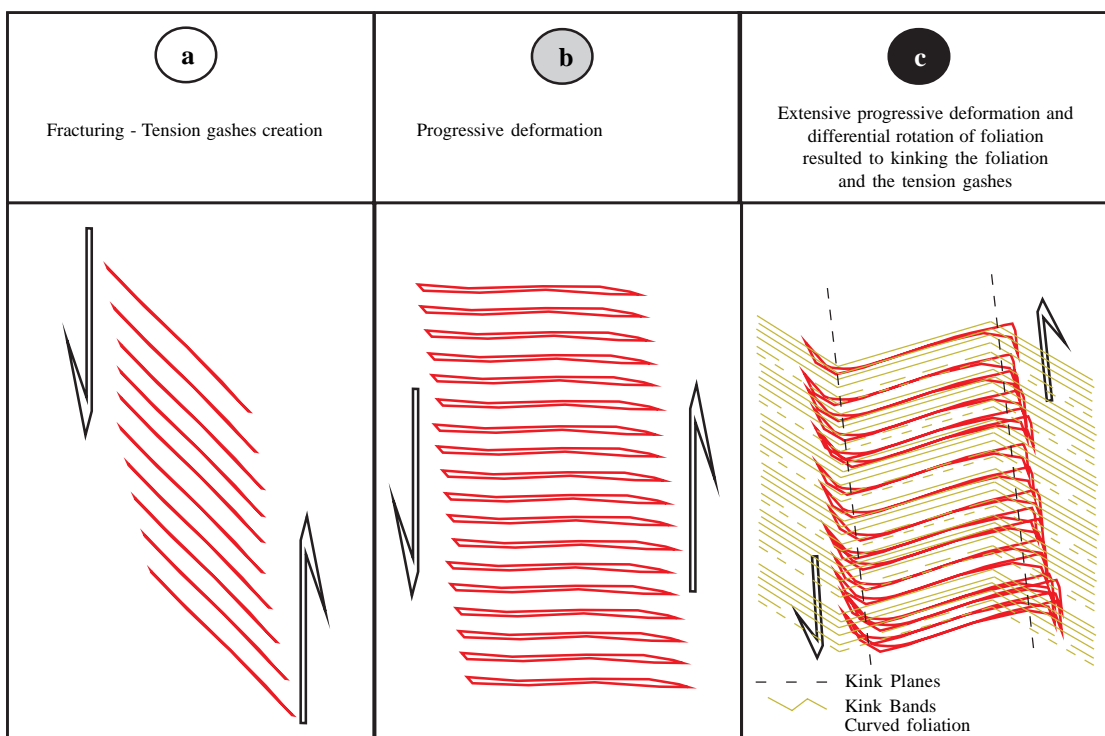 a
Fracturing - Tension gashes creation
b
Progressive deformation
c
Extensive progressive deformation and
differential rotation of foliation
resulted to kinking the foliation
and the tension gashes
Kink Planes
Kink Bands
Curved foliation